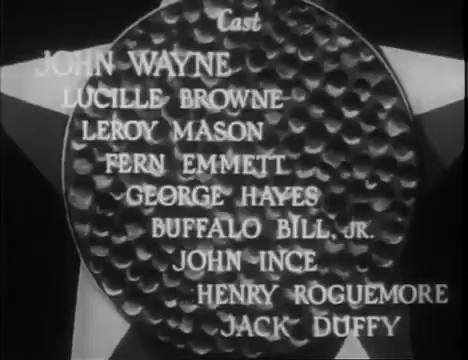 Cast
JOHN WAYNE
LUCILLE BROWNE
LEROY MASON
FERN EMMETT
GEORGE HAYES
BUFFALO BILL, JR.
JOHN INCE
HENRY ROGUEMORE
JACK DUFFY